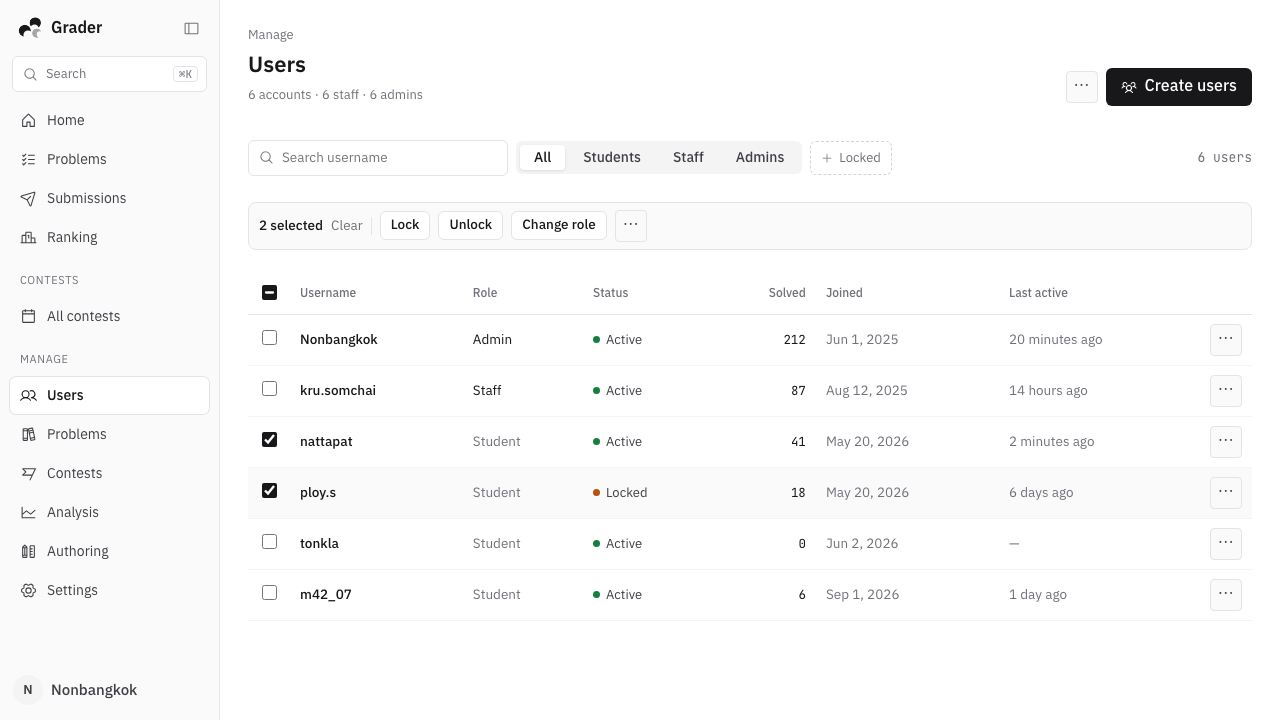 Grader
Search ⌘K
Home
Problems
Submissions
Ranking
CONTESTS
All contests
MANAGE
Users
Problems
Contests
Analysis
Authoring
Settings
N Nonbangkok
Manage
Users
6 accounts · 6 staff · 6 admins
··· Create users
Search username All Students Staff Admins + Locked 6 users
2 selected Clear Lock Unlock Change role ···
Username Role Status Solved Joined Last active
Nonbangkok Admin Active 212 Jun 1, 2025 20 minutes ago ···
kru.somchai Staff Active 87 Aug 12, 2025 14 hours ago ···
nattapat Student Active 41 May 20, 2026 2 minutes ago ···
ploy.s Student Locked 18 May 20, 2026 6 days ago ···
tonkla Student Active 0 Jun 2, 2026 — ···
m42_07 Student Active 6 Sep 1, 2026 1 day ago ···